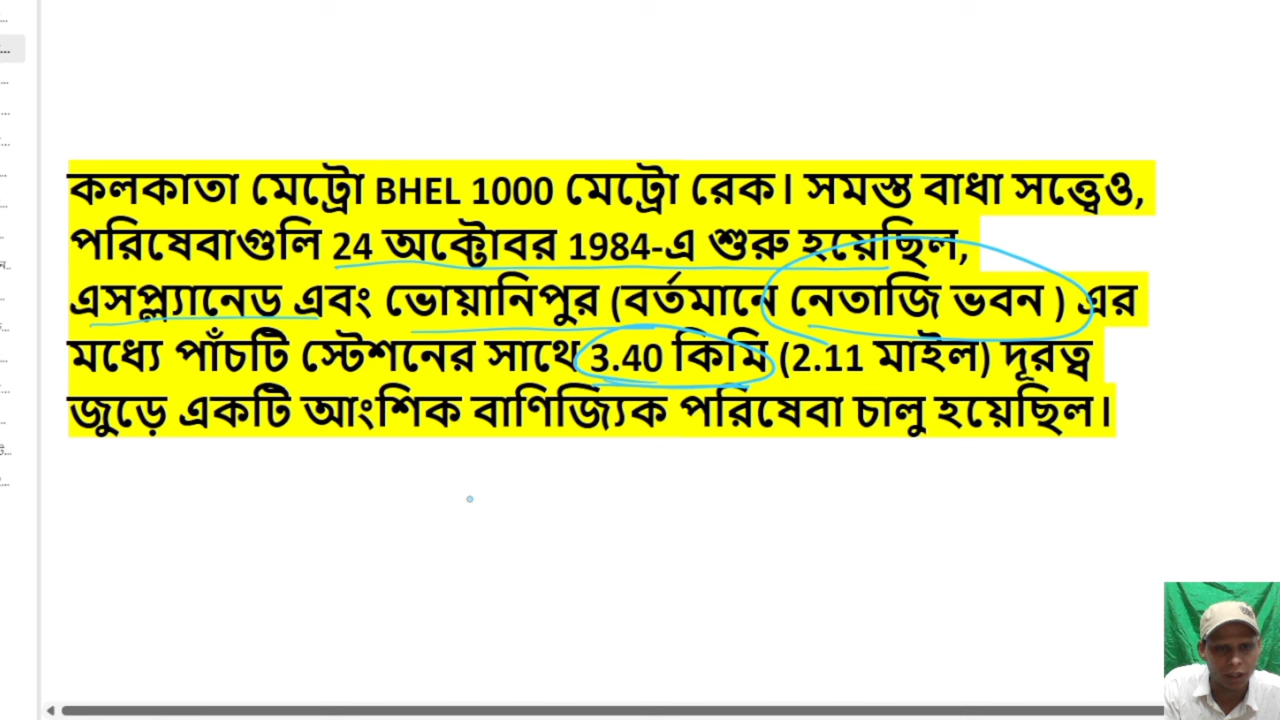 কলকাতা মেট্রো BHEL 1000 মেট্রো রেক। সমস্ত বাধা সত্ত্বেও,
পরিষেবাগুলি 24 অক্টোবর 1984-এ শুরু হয়েছিল,
এসপ্ল্যানেড এবং ভোয়ানিপুর (বর্তমানে নেতাজি ভবন ) এর
মধ্যে পাঁচটি স্টেশনের সাথে 3.40 কিমি (2.11 মাইল) দূরত্ব
জুড়ে একটি আংশিক বাণিজ্যিক পরিষেবা চালু হয়েছিল।